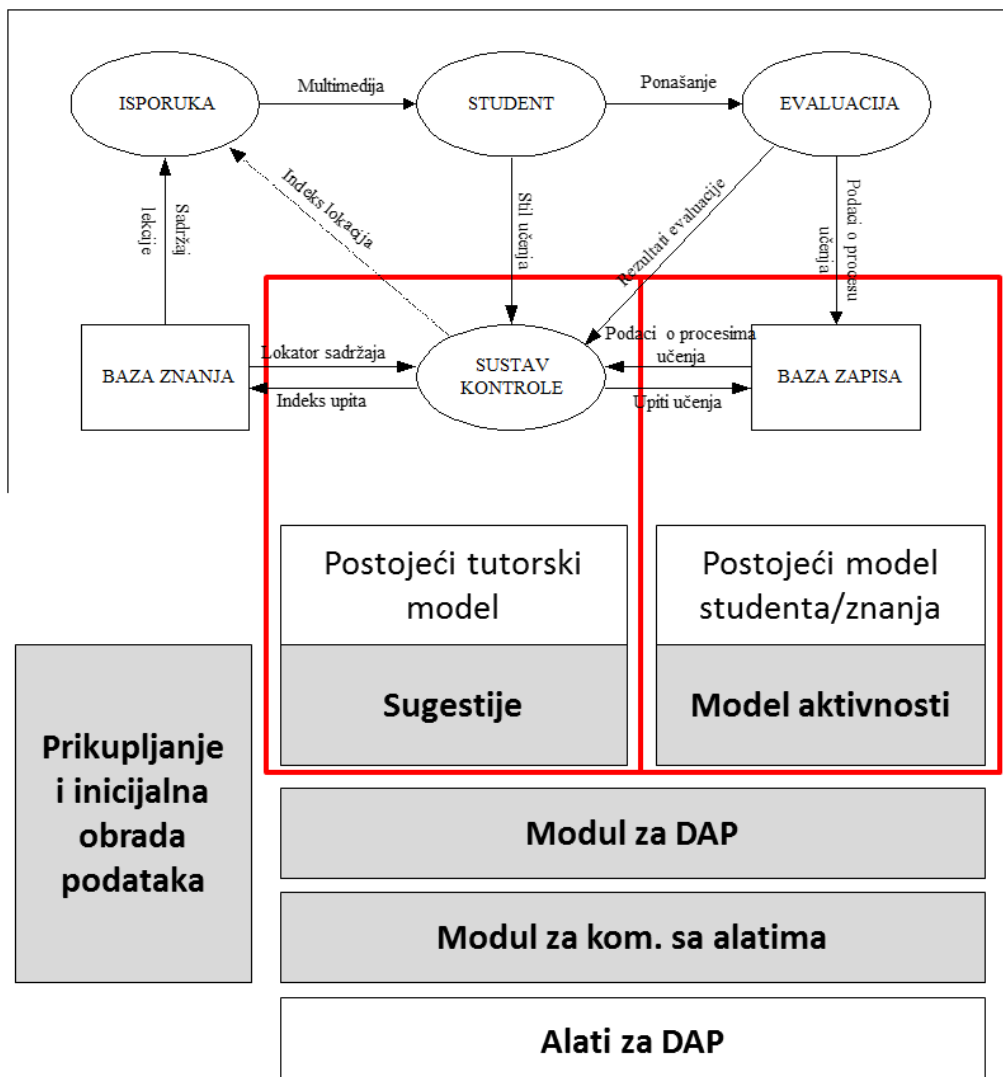 Multimedija
Ponašanje
ISPORUKA
STUDENT
EVALUACIJA
Sadržaj
lekcije
Indeks lokacija
Stil učenja
Rezultati evaluacije
Podaci o procesu
učenja
BAZA ZNANJA
Lokator sadržaja
Indeks upita
SUSTAV
KONTROLE
Podaci o procesima
učenja
Upiti učenja
BAZA ZAPISA
Postojeći tutorski
model
Postojeći model
studenta/znanja
Sugestije
Model aktivnosti
Prikupljanje
i inicijalna
obrada
podataka
Modul za DAP
Modul za kom. sa alatima
Alati za DAP